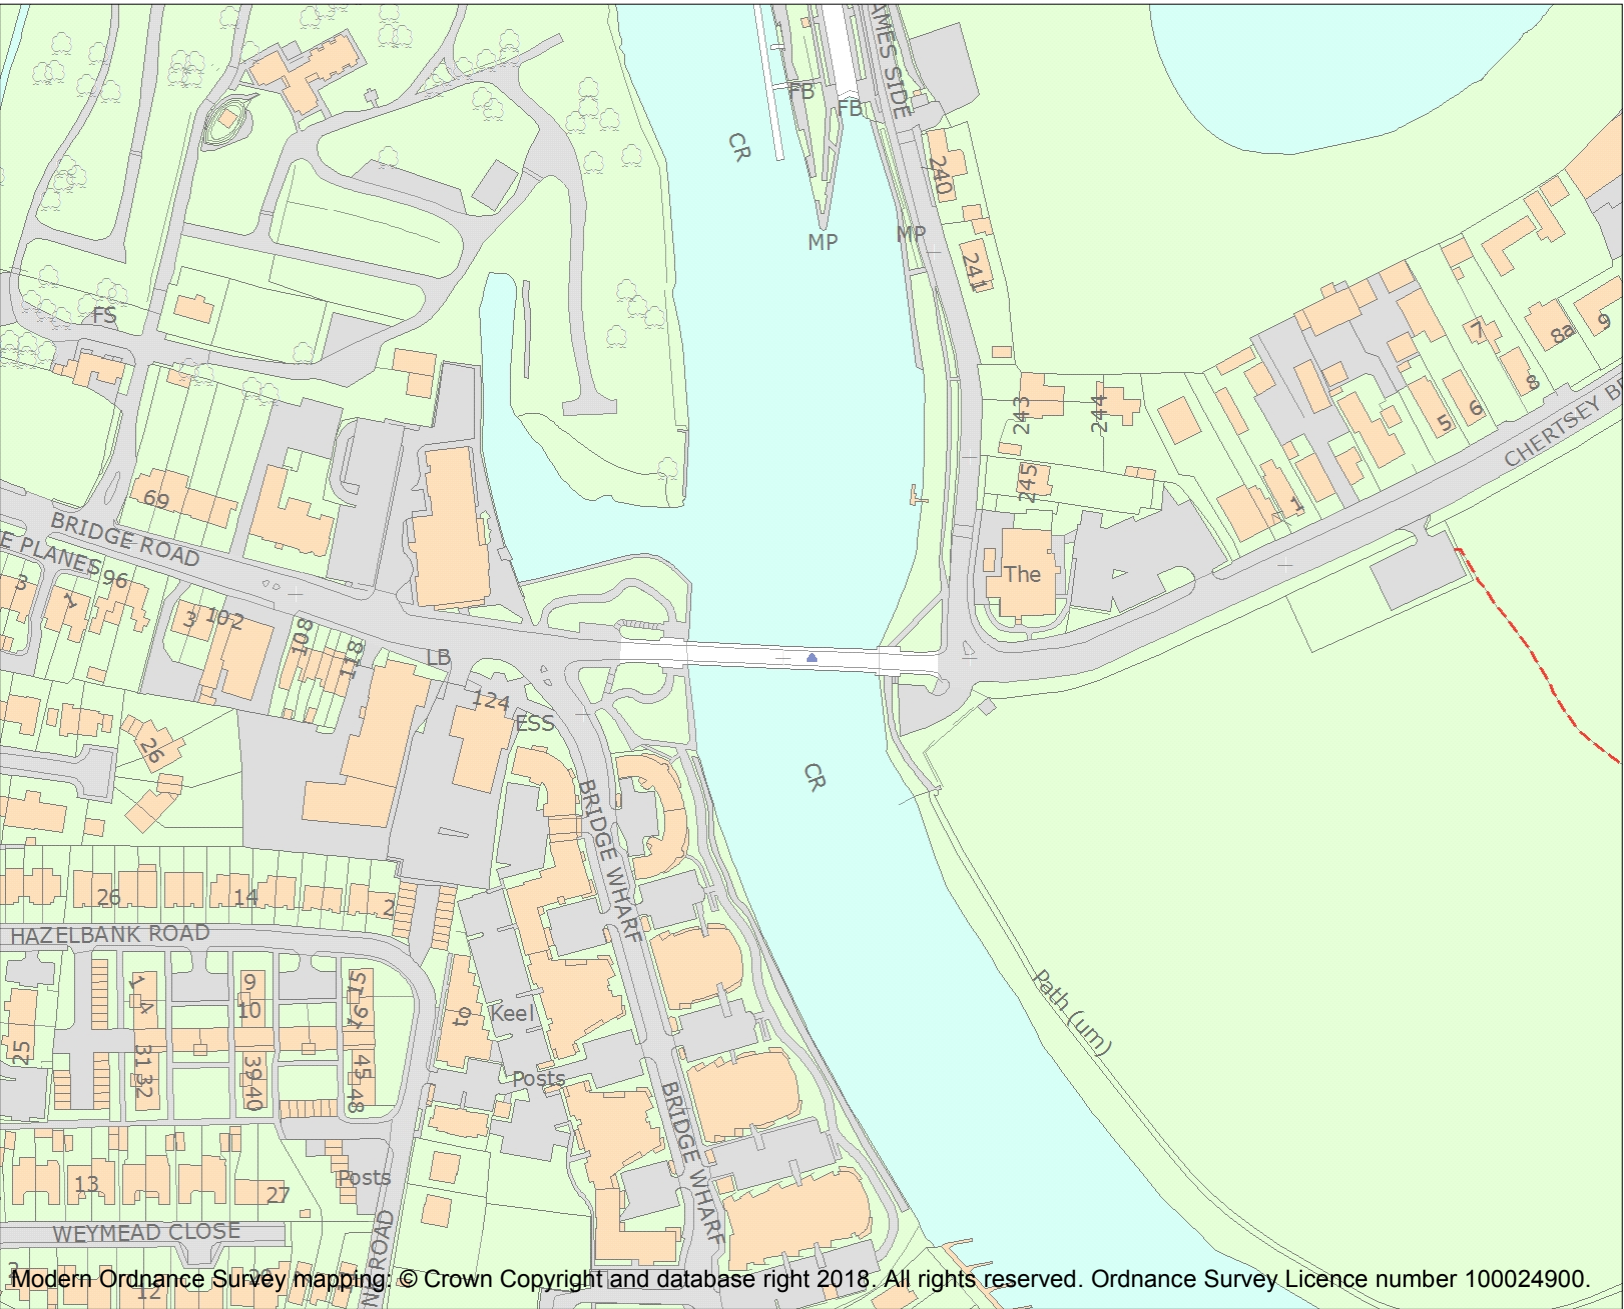 AMES SIDE
FB
FB
CR
240
MP
MP
241
FS
7
8a
9
243
244
8
6
5
CHERTSEY B
245
69
1
BRIDGE ROAD
E PLANES
96
The
3
1
3
102
108
118
LB
124
ESS
26
CR
BRIDGE WHARF
26
14
2
HAZELBANK ROAD
Path (um)
1
4
9
10
15
16
to
Keel
25
31
32
39
40
45
48
Posts
BRIDGE WHARF
13
27
Posts
WEYMEAD CLOSE
ROAD
2
20
12
Modern Ordnance Survey mapping: © Crown Copyright and database right 2018. All rights reserved. Ordnance Survey Licence number 100024900.